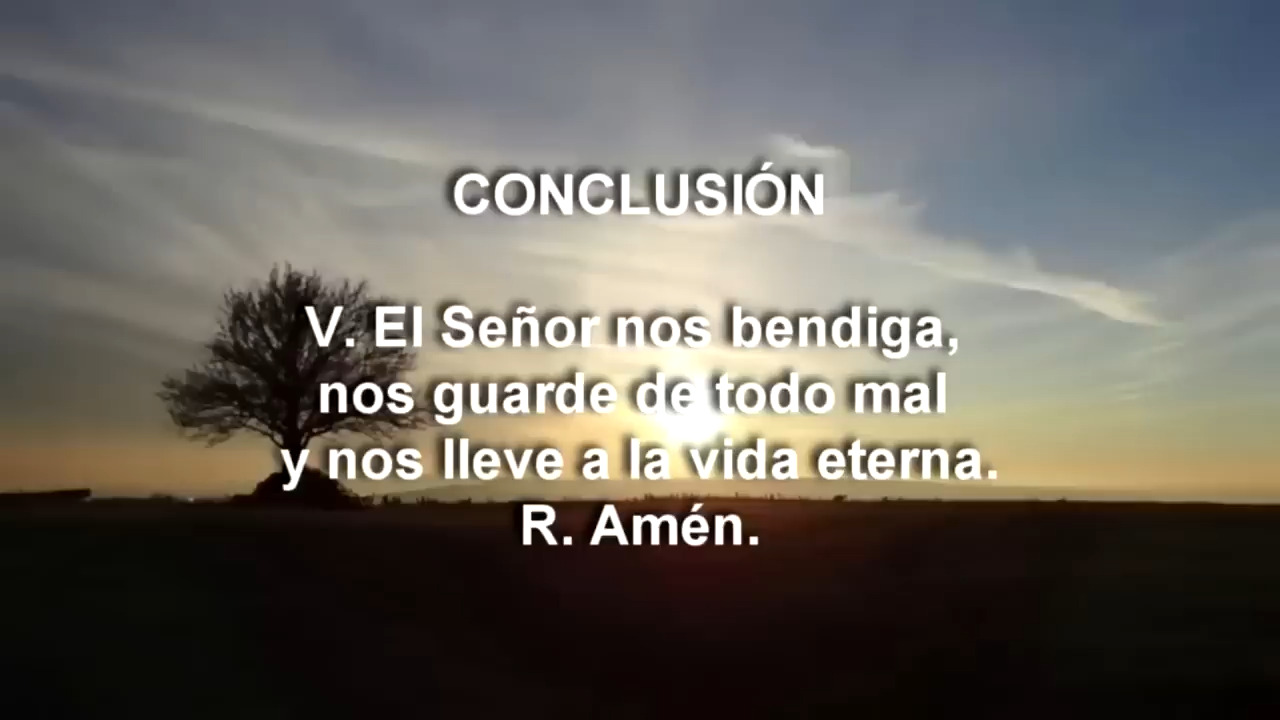 CONCLUSIÓN
V. El Señor nos bendiga,
nos guarde de todo mal
y nos lleve a la vida eterna.
R. Amén.